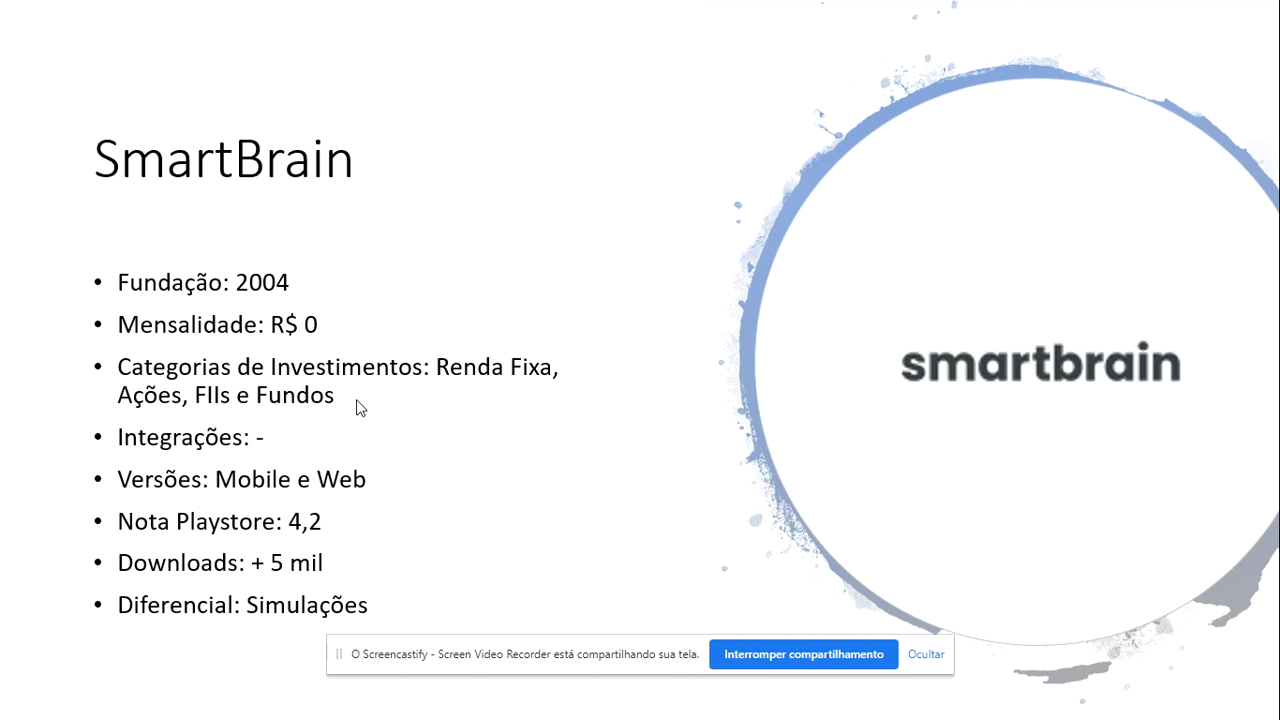 SmartBrain
• Fundação: 2004
• Mensalidade: R$ 0
• Categorias de Investimentos: Renda Fixa,
Ações, FIIs e Fundos
• Integrações: -
• Versões: Mobile e Web
• Nota Playstore: 4,2
• Downloads: + 5 mil
• Diferencial: Simulações
smartbrain
O Screencastify - Screen Video Recorder está compartilhando sua tela. Interromper compartilhamento Ocultar